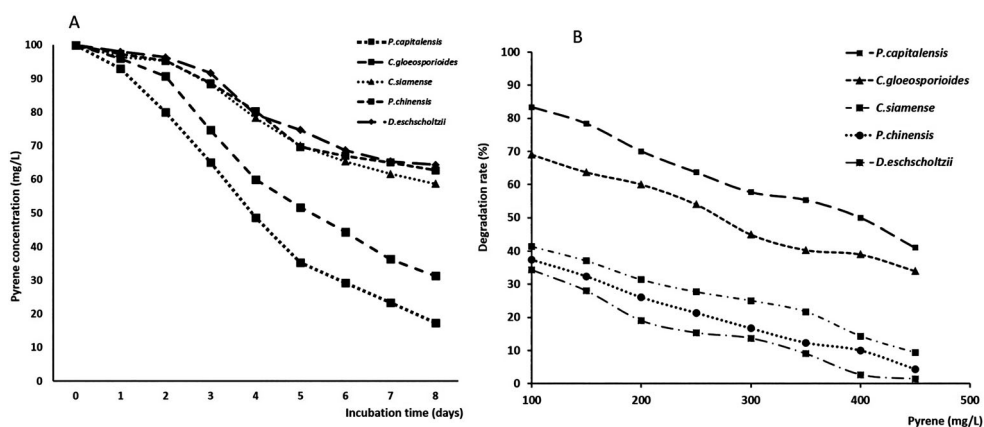 A
P.capitalensis
C.gloeosporioides
C.siamense
P.chinensis
D.eschscholtzii
100
90
80
70
60
50
40
30
20
10
0
Pyrene concentration (mg/L)
0 1 2 3 4 5 6 7 8
Incubation time (days)
B
P.capitalensis
C.gloeosporioides
C.siamense
P.chinensis
D.eschscholtzii
100
90
80
70
60
50
40
30
20
10
0
Degradation rate (%)
100 200 300 400 500
Pyrene (mg/L)